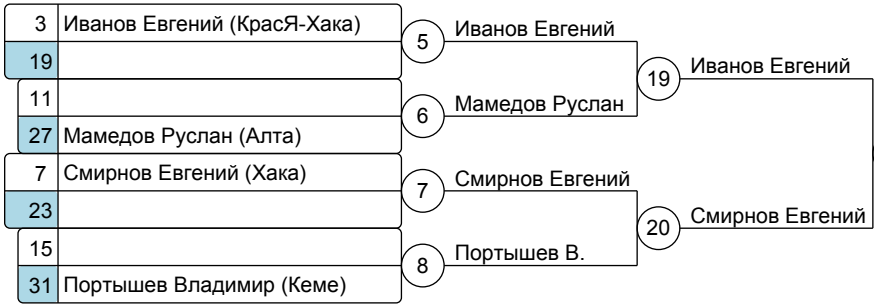 3 Иванов Евгений (КрасЯ-Хака)
19
5 Иванов Евгений
11
27 Мамедов Руслан (Алта)
6 Мамедов Руслан
19 Иванов Евгений
7 Смирнов Евгений (Хака)
23
7 Смирнов Евгений
15
31 Портышев Владимир (Кеме)
8 Портышев В.
20 Смирнов Евгений